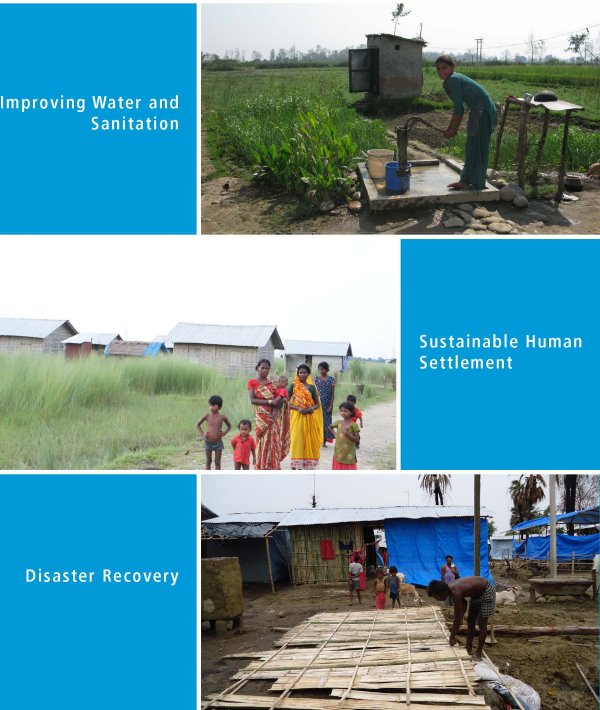 Improving Water and
Sanitation
Sustainable Human
Settlement
Disaster Recovery